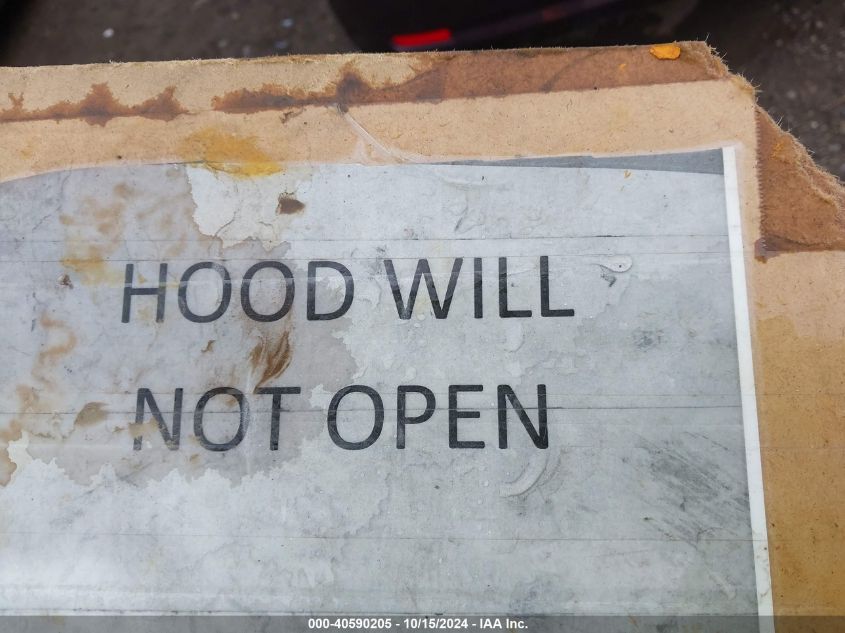 HOOD WILL
NOT OPEN
000-40590205 - 10/15/2024 - IAA Inc.